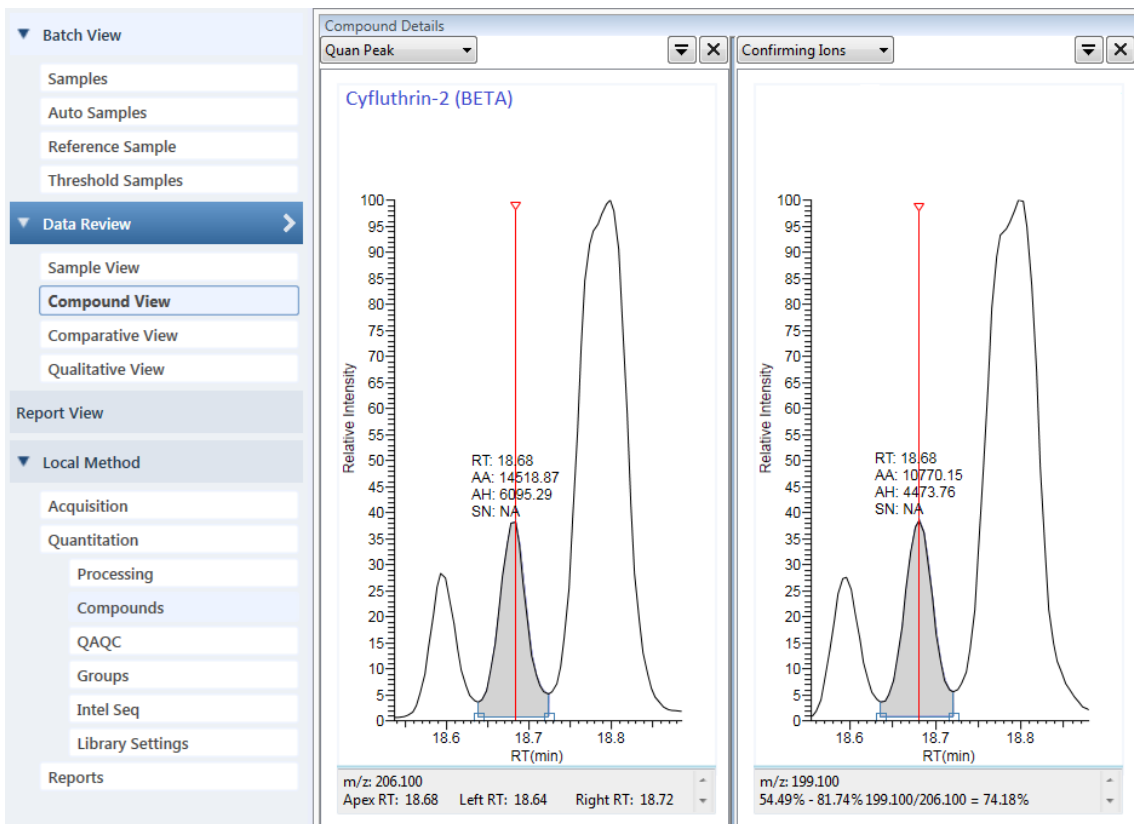 Batch View
Samples
Auto Samples
Reference Sample
Threshold Samples
Data Review
Sample View
Compound View
Comparative View
Qualitative View
Report View
Local Method
Acquisition
Quantitation
Processing
Compounds
QAQC
Groups
Intel Seq
Library Settings
Reports
Compound Details
Quan Peak
Cyfluthrin-2 (BETA)
100
95
90
85
80
75
70
65
60
55
50
45
40
35
30
25
20
15
10
5
0
Relative Intensity
RT: 18.68
AA: 14518.87
AH: 6095.29
SN: NA
18.6 18.7 18.8
RT(min)
m/z: 206.100
Apex RT: 18.68 Left RT: 18.64 Right RT: 18.72
Confirming Ions
100
95
90
85
80
75
70
65
60
55
50
45
40
35
30
25
20
15
10
5
0
Relative Intensity
RT: 18.68
AA: 10770.15
AH: 4473.76
SN: NA
18.6 18.7 18.8
RT(min)
m/z: 199.100
54.49% - 81.74% 199.100/206.100 = 74.18%